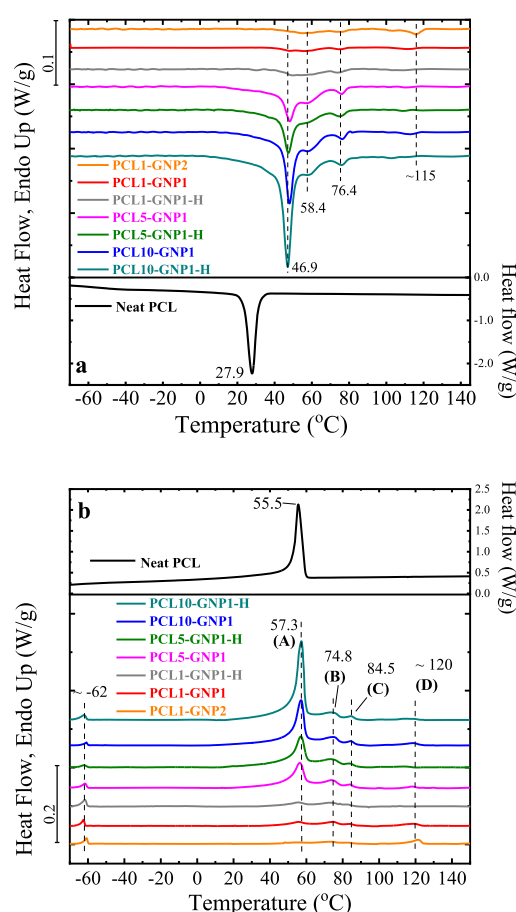 0.1
Heat Flow, Endo Up (W/g)
PCL1-GNP2
PCL1-GNP1
PCL1-GNP1-H
PCL5-GNP1
PCL5-GNP1-H
PCL10-GNP1
PCL10-GNP1-H
46.9
58.4
76.4
~115
Neat PCL
27.9
a
0.0
-1.0
-2.0
Heat flow (W/g)
-60 -40 -20 0 20 40 60 80 100 120 140
Temperature (°C)
b
55.5
Neat PCL
2.5
2.0
1.5
1.0
0.5
0.0
Heat flow (W/g)
Heat Flow, Endo Up (W/g)
PCL10-GNP1-H
PCL10-GNP1
PCL5-GNP1-H
PCL5-GNP1
PCL1-GNP1-H
PCL1-GNP1
PCL1-GNP2
~ -62
57.3
(A)
74.8
(B)
84.5
(C)
~ 120
(D)
0.2
-60 -40 -20 0 20 40 60 80 100 120 140
Temperature (°C)